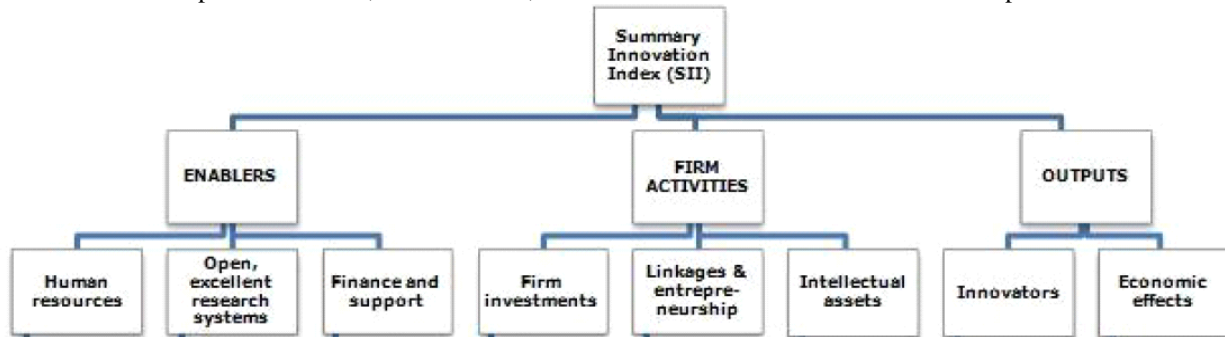 Summary
Innovation
Index (SII)
ENABLERS
FIRM
ACTIVITIES
OUTPUTS
Human
resources
Open,
excellent
research
systems
Finance and
support
Firm
investments
Linkages &
entrepre-
neurship
Intellectual
assets
Innovators
Economic
effects